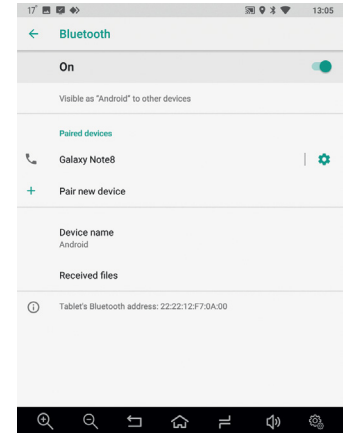 17° 13:05
Bluetooth
On
Visible as "Android" to other devices
Paired devices
Galaxy Note8
Pair new device
Device name
Android
Received files
Tablet's Bluetooth address: 22:22:12:F7:0A:00